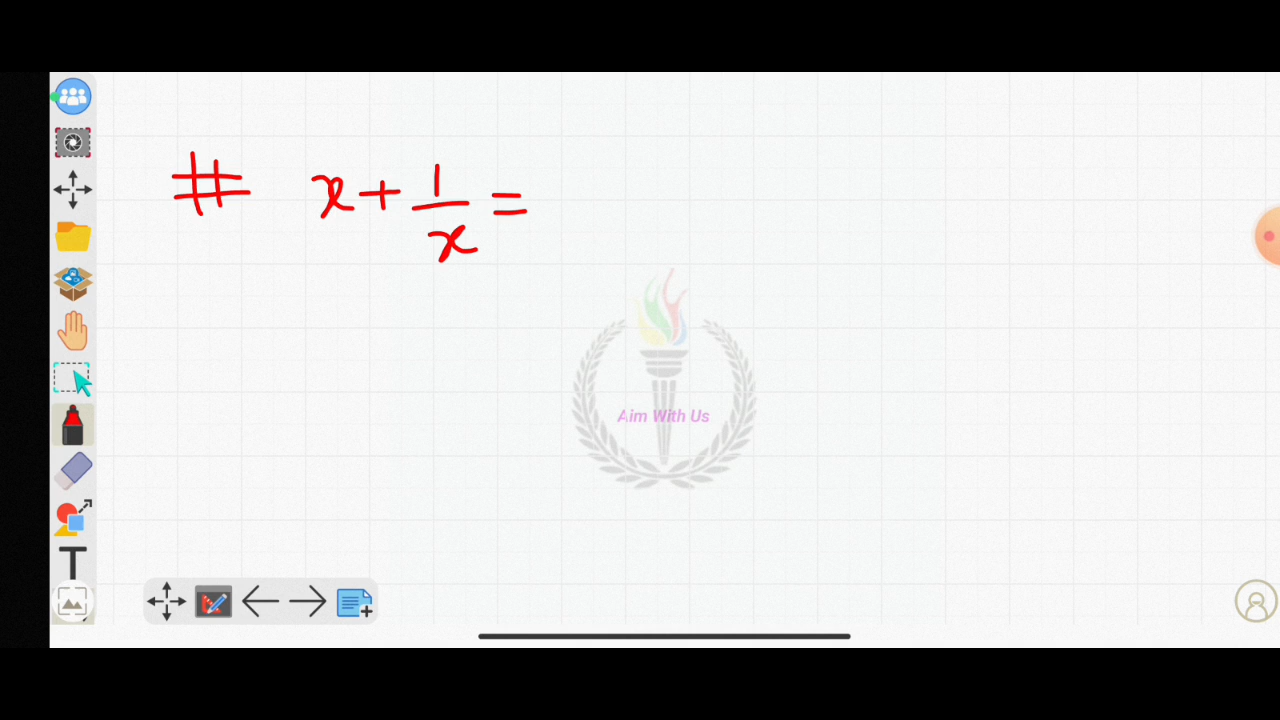 # x + 1/x =
Aim With Us
T